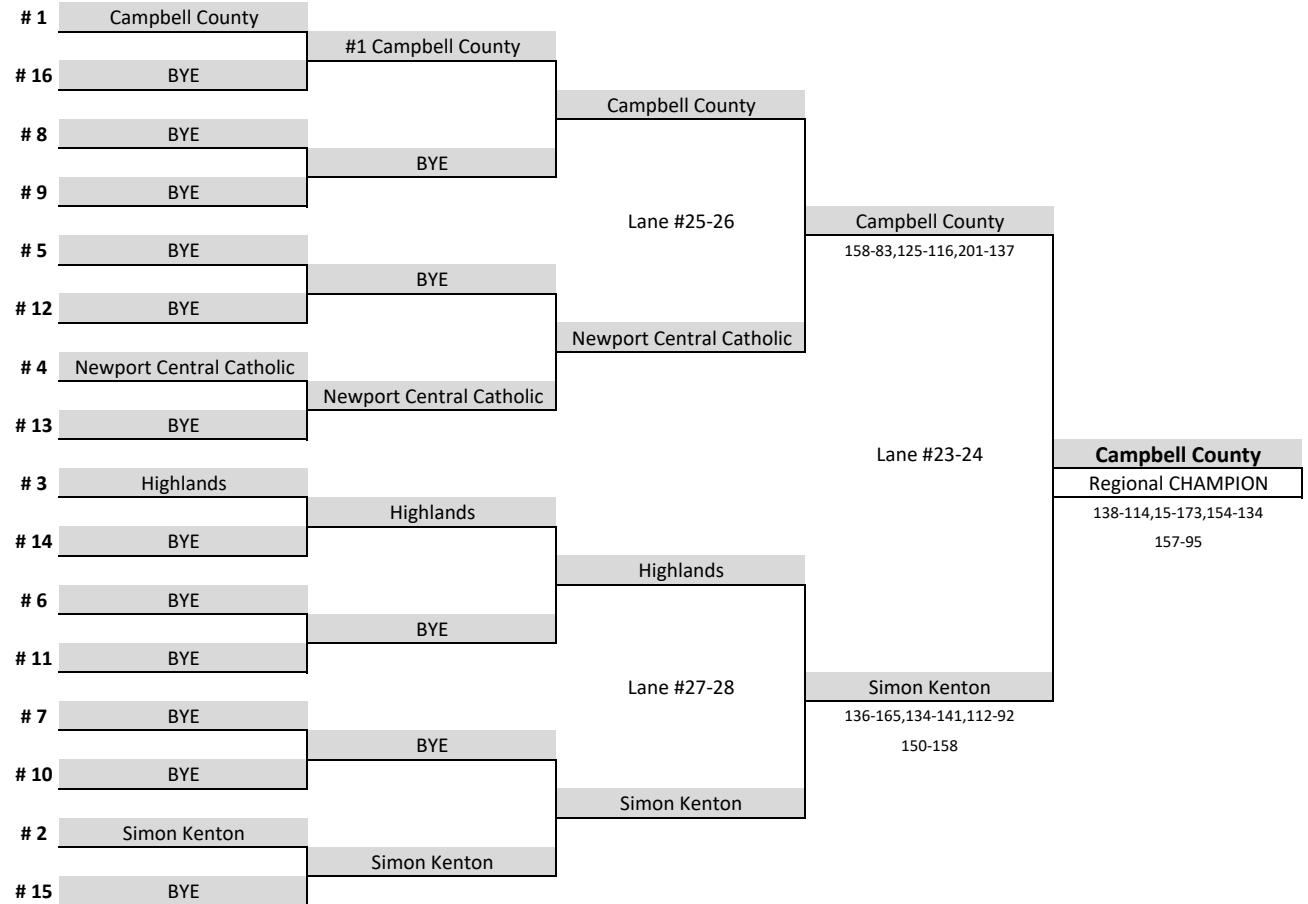 # 1 Campbell County
#1 Campbell County
# 16 BYE
Campbell County
# 8 BYE
BYE
# 9 BYE
Lane #25-26
Campbell County
# 5 BYE
158-83,125-116,201-137
BYE
# 12 BYE
Newport Central Catholic
# 4 Newport Central Catholic
Newport Central Catholic
# 13 BYE
Lane #23-24
Campbell County
# 3 Highlands
Regional CHAMPION
Highlands
138-114,15-173,154-134
# 14 BYE
157-95
Highlands
# 6 BYE
BYE
# 11 BYE
Lane #27-28
Simon Kenton
# 7 BYE
136-165,134-141,112-92
BYE
150-158
# 10 BYE
Simon Kenton
# 2 Simon Kenton
Simon Kenton
# 15 BYE